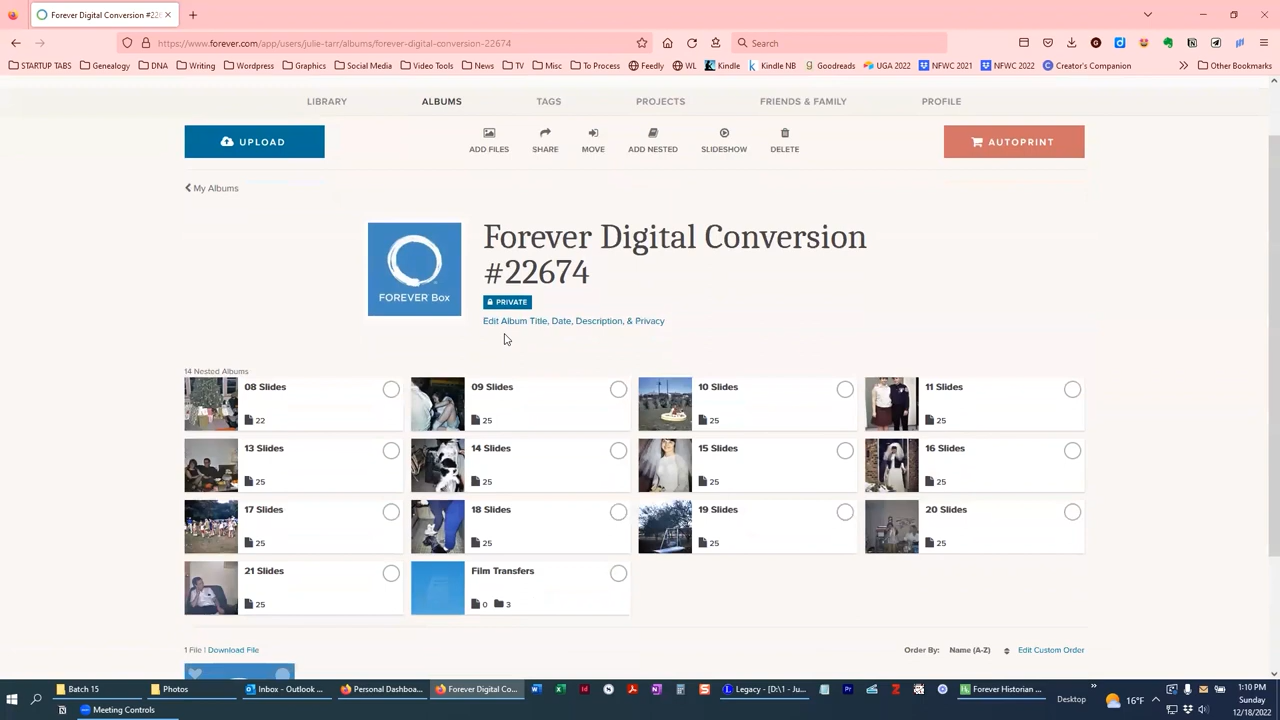 Forever Digital Conversion #22
https://www.forever.com/app/users/julie-tarr/albums/forever-digital-conversion-22674
Search
STARTUP TABS Genealogy DNA Writing Wordpress Graphics Social Media Video Tools News TV Misc To Process Feedly WL Kindle Kindle NB Goodreads UGA 2022 NFWC 2021 NFWC 2022 Creator's Companion Other Bookmarks
LIBRARY ALBUMS TAGS PROJECTS FRIENDS & FAMILY PROFILE
UPLOAD ADD FILES SHARE MOVE ADD NESTED SLIDESHOW DELETE AUTOPRINT
My Albums
FOREVER Box
Forever Digital Conversion
#22674
PRIVATE
Edit Album Title, Date, Description, & Privacy
14 Nested Albums
08 Slides 09 Slides 10 Slides 11 Slides
22 25 25 25
13 Slides 14 Slides 15 Slides 16 Slides
25 25 25 25
17 Slides 18 Slides 19 Slides 20 Slides
25 25 25 25
21 Slides Film Transfers
25 0 3
1 File | Download File Order By: Name (A-Z) Edit Custom Order
Batch 15 Photos Inbox - Outlook ... Personal Dashboa... Forever Digital Co... Legacy - [D:\1 - Ju... Forever Historian ... Desktop 16°F
1:10 PM
Sunday
12/18/2022
Meeting Controls